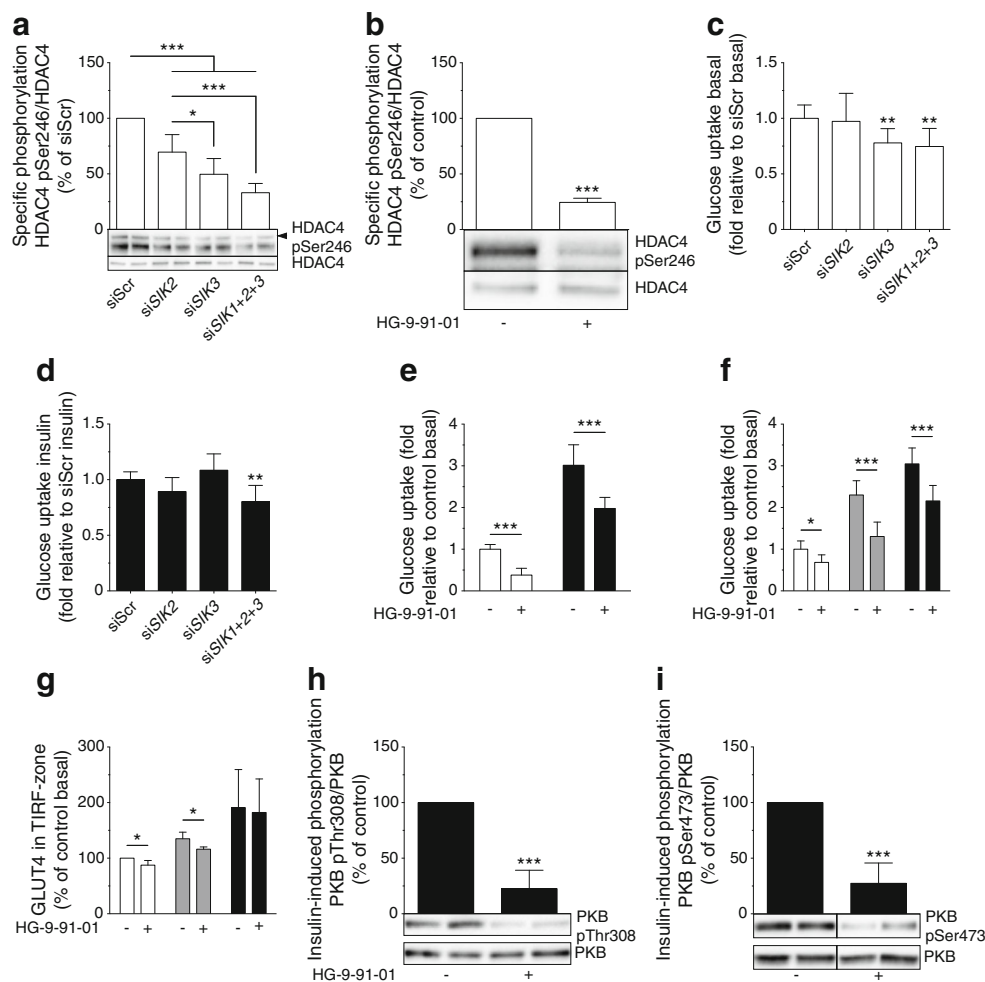 a
Specific phosphorylation
HDAC4 pSer246/HDAC4
(% of siScr)
150
100
50
0
***
***
*
HDAC4
pSer246
HDAC4
siScr
siSIK2
siSIK3
siSIK1+2+3
b
Specific phosphorylation
HDAC4 pSer246/HDAC4
(% of control)
150
100
50
0
***
HDAC4
pSer246
HDAC4
HG-9-91-01 - +
c
Glucose uptake basal
(fold relative to siScr basal)
1.5
1.0
0.5
0
** **
siScr
siSIK2
siSIK3
siSIK1+2+3
d
Glucose uptake insulin
(fold relative to siScr insulin)
1.5
1.0
0.5
0
**
siScr
siSIK2
siSIK3
siSIK1+2+3
e
Glucose uptake (fold
relative to control basal)
4
3
2
1
0
***
***
HG-9-91-01 - + - +
f
Glucose uptake (fold
relative to control basal)
4
3
2
1
0
*
***
***
HG-9-91-01 - + - + - +
g
GLUT4 in TIRF-zone
(% of control basal)
300
200
100
0
*
*
HG-9-91-01 - + - + - +
h
Insulin-induced phosphorylation
PKB pThr308/PKB
(% of control)
150
100
50
0
***
PKB
pThr308
PKB
HG-9-91-01 - +
i
Insulin-induced phosphorylation
PKB pSer473/PKB
(% of control)
150
100
50
0
***
PKB
pSer473
PKB
- +